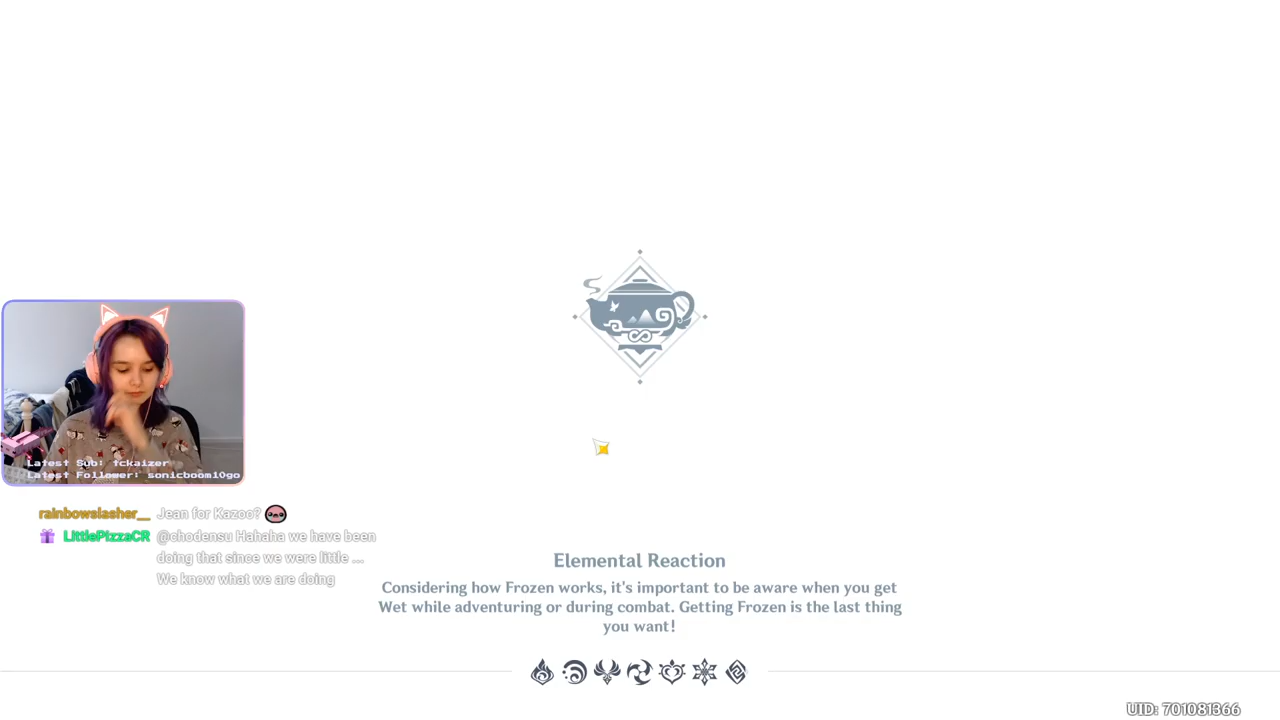 Latest Sub: fckaizer
Latest Follower: sonicboom10go
rainbowslasher__ Jean for Kazoo?
LittlePizzaCR @chodensu Hahaha we have been
doing that since we were little ...
We know what we are doing
Elemental Reaction
Considering how Frozen works, it's important to be aware when you get
Wet while adventuring or during combat. Getting Frozen is the last thing
you want!
UID: 701081366